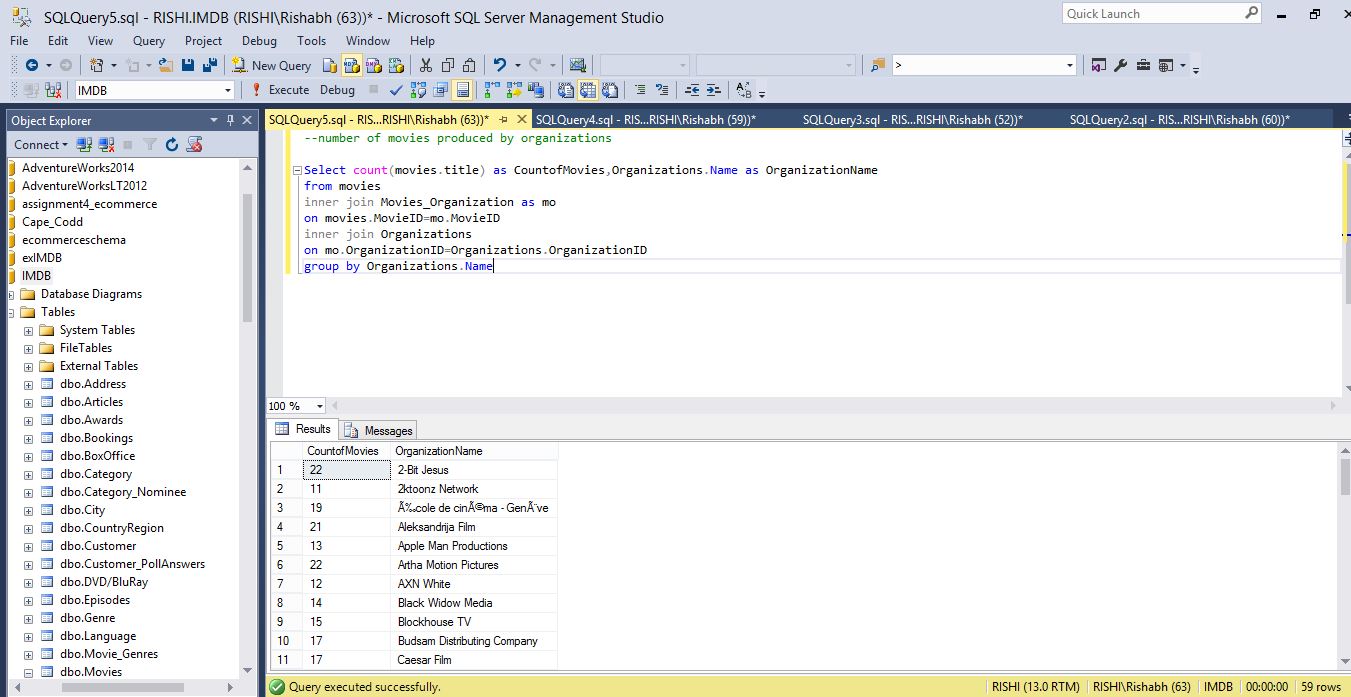 SQLQuery5.sql - RISHI.IMDB (RISHI\Rishabh (63))* - Microsoft SQL Server Management Studio
Quick Launch
File Edit View Query Project Debug Tools Window Help
New Query
>
IMDB
Execute Debug
Object Explorer
Connect
AdventureWorks2014
AdventureWorksLT2012
assignment4_ecommerce
Cape_Codd
ecommerceschema
exIMDB
IMDB
Database Diagrams
Tables
System Tables
FileTables
External Tables
dbo.Address
dbo.Articles
dbo.Awards
dbo.Bookings
dbo.BoxOffice
dbo.Category
dbo.Category_Nominee
dbo.City
dbo.CountryRegion
dbo.Customer
dbo.Customer_PollAnswers
dbo.DVD/BluRay
dbo.Episodes
dbo.Genre
dbo.Language
dbo.Movie_Genres
dbo.Movies
SQLQuery5.sql - RIS...RISHI\Rishabh (63))* SQLQuery4.sql - RIS...RISHI\Rishabh (59))* SQLQuery3.sql - RIS...RISHI\Rishabh (52))* SQLQuery2.sql - RIS...RISHI\Rishabh (60))*
--number of movies produced by organizations
Select count(movies.title) as CountofMovies,Organizations.Name as OrganizationName
from movies
inner join Movies_Organization as mo
on movies.MovieID=mo.MovieID
inner join Organizations
on mo.OrganizationID=Organizations.OrganizationID
group by Organizations.Name
100 %
Results Messages
CountofMovies OrganizationName
1 22 2-Bit Jesus
2 11 2ktoonz Network
3 19 Ã‰cole de cinÃ©ma - GenÃ¨ve
4 21 Aleksandrija Film
5 13 Apple Man Productions
6 22 Artha Motion Pictures
7 12 AXN White
8 14 Black Widow Media
9 15 Blockhouse TV
10 17 Budsam Distributing Company
11 17 Caesar Film
Query executed successfully. RISHI (13.0 RTM) RISHI\Rishabh (63) IMDB 00:00:00 59 rows